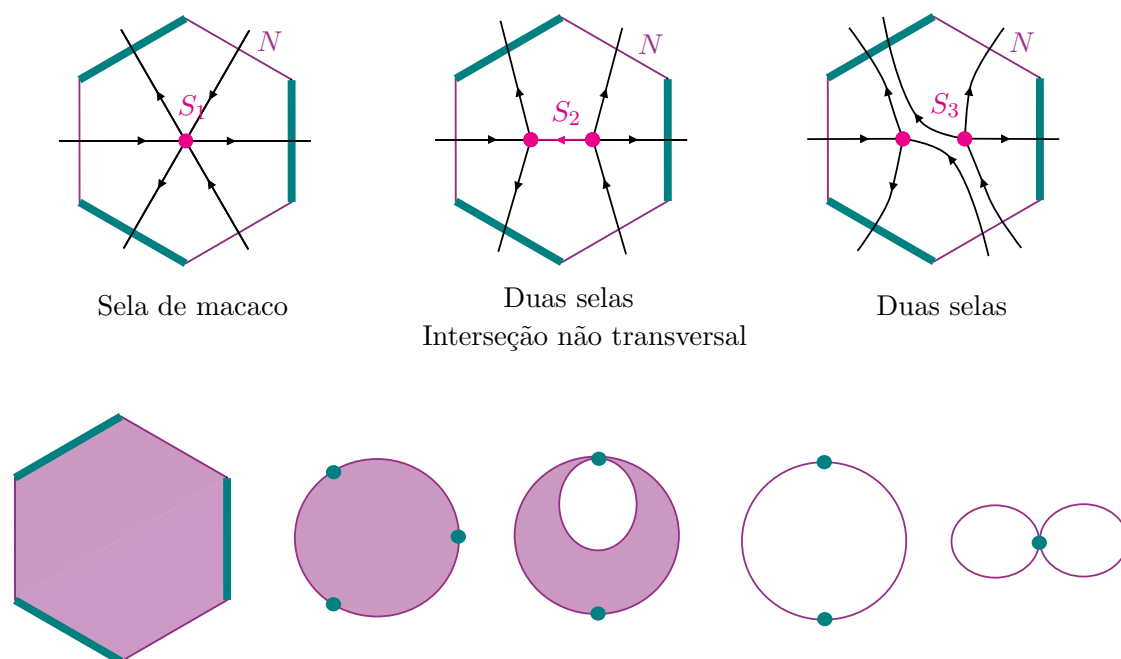 N
N
N
S₁
S₂
S₃
Sela de macaco
Duas selas
Interseção não transversal
Duas selas